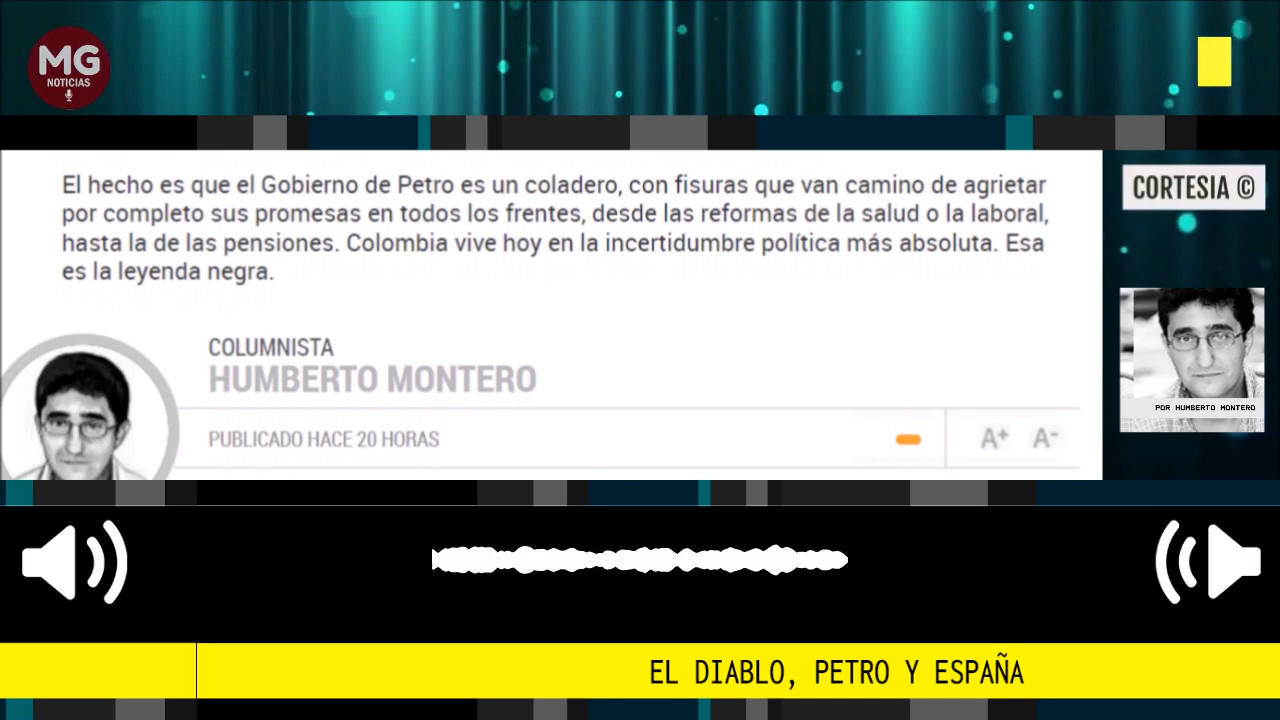 MG
NOTICIAS
El hecho es que el Gobierno de Petro es un coladero, con fisuras que van camino de agrietar
por completo sus promesas en todos los frentes, desde las reformas de la salud o la laboral,
hasta la de las pensiones. Colombia vive hoy en la incertidumbre política más absoluta. Esa
es la leyenda negra.
CORTESIA ©
COLUMNISTA
HUMBERTO MONTERO
PUBLICADO HACE 20 HORAS
A+ A-
POR HUMBERTO MONTERO
EL DIABLO, PETRO Y ESPAÑA